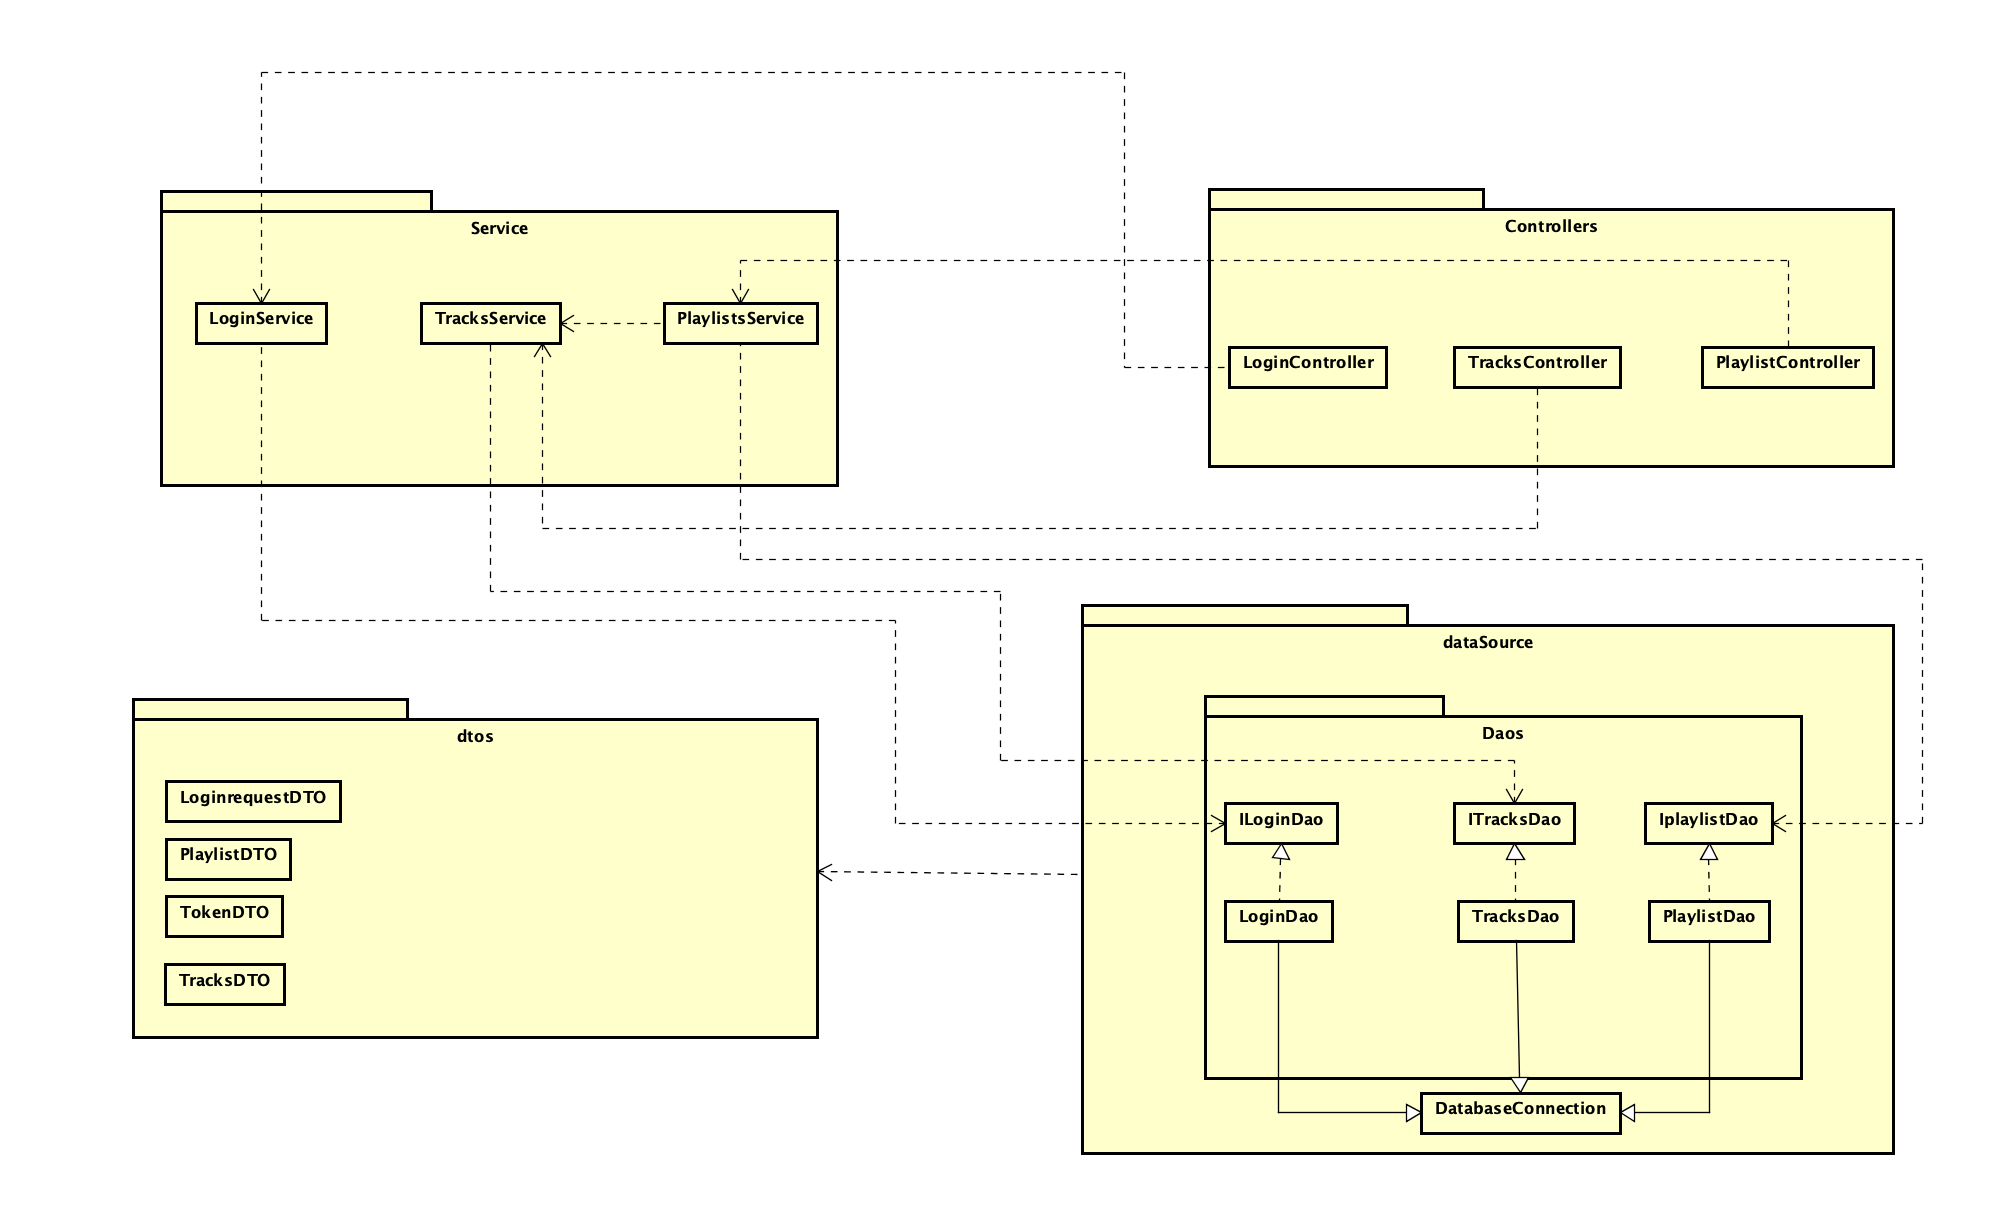 Service
LoginService
TracksService
PlaylistsService
Controllers
LoginController
TracksController
PlaylistController
dtos
LoginrequestDTO
PlaylistDTO
TokenDTO
TracksDTO
dataSource
Daos
ILoginDao
ITracksDao
IplaylistDao
LoginDao
TracksDao
PlaylistDao
DatabaseConnection